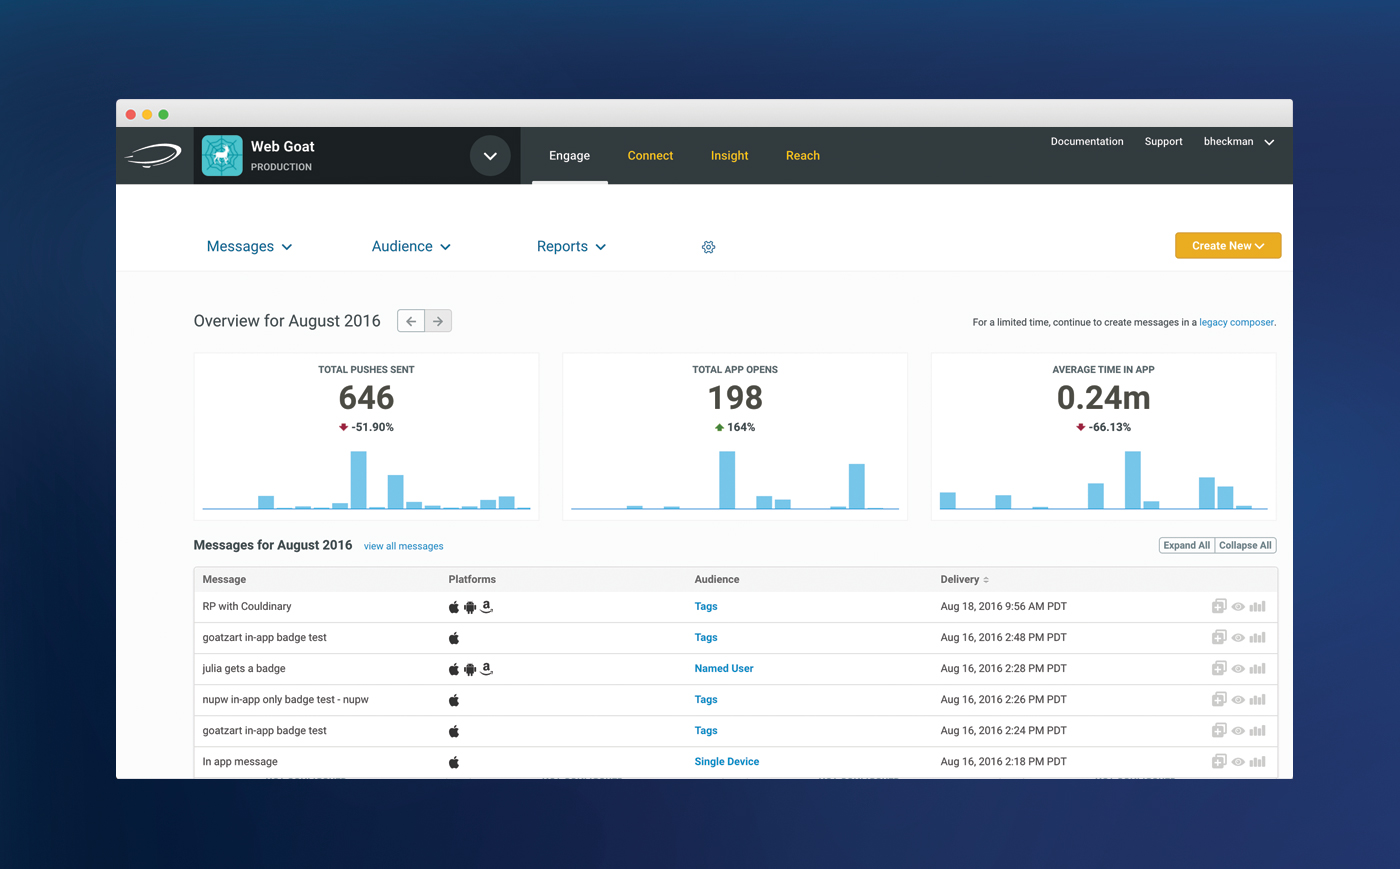 Web Goat
PRODUCTION
Engage Connect Insight Reach
Documentation Support bheckman
Messages Audience Reports
Create New
Overview for August 2016
For a limited time, continue to create messages in a legacy composer.
TOTAL PUSHES SENT
646
-51.90%
TOTAL APP OPENS
198
164%
AVERAGE TIME IN APP
0.24m
-66.13%
Messages for August 2016 view all messages
Expand All Collapse All
Message Platforms Audience Delivery
RP with Couldinary Tags Aug 18, 2016 9:56 AM PDT
goatzart in-app badge test Tags Aug 16, 2016 2:48 PM PDT
julia gets a badge Named User Aug 16, 2016 2:28 PM PDT
nupw in-app only badge test - nupw Tags Aug 16, 2016 2:26 PM PDT
goatzart in-app badge test Tags Aug 16, 2016 2:24 PM PDT
In app message Single Device Aug 16, 2016 2:18 PM PDT